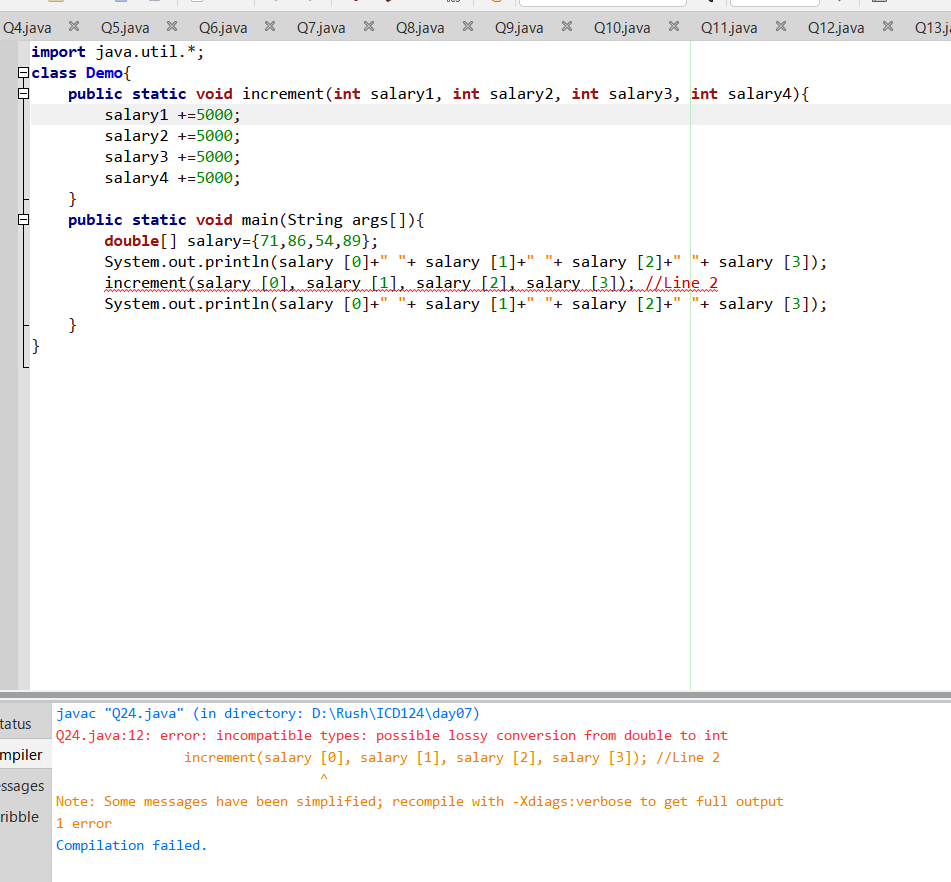 Q4.java Q5.java Q6.java Q7.java Q8.java Q9.java Q10.java Q11.java Q12.java Q13.j
import java.util.*;
class Demo{
public static void increment(int salary1, int salary2, int salary3, int salary4){
salary1 +=5000;
salary2 +=5000;
salary3 +=5000;
salary4 +=5000;
}
public static void main(String args[]){
double[] salary={71,86,54,89};
System.out.println(salary [0]+" "+ salary [1]+" "+ salary [2]+" "+ salary [3]);
increment(salary [0], salary [1], salary [2], salary [3]); //Line 2
System.out.println(salary [0]+" "+ salary [1]+" "+ salary [2]+" "+ salary [3]);
}
}
tatus
mpiler
ssages
ribble
javac "Q24.java" (in directory: D:\Rush\ICD124\day07)
Q24.java:12: error: incompatible types: possible lossy conversion from double to int
increment(salary [0], salary [1], salary [2], salary [3]); //Line 2
^
Note: Some messages have been simplified; recompile with -Xdiags:verbose to get full output
1 error
Compilation failed.